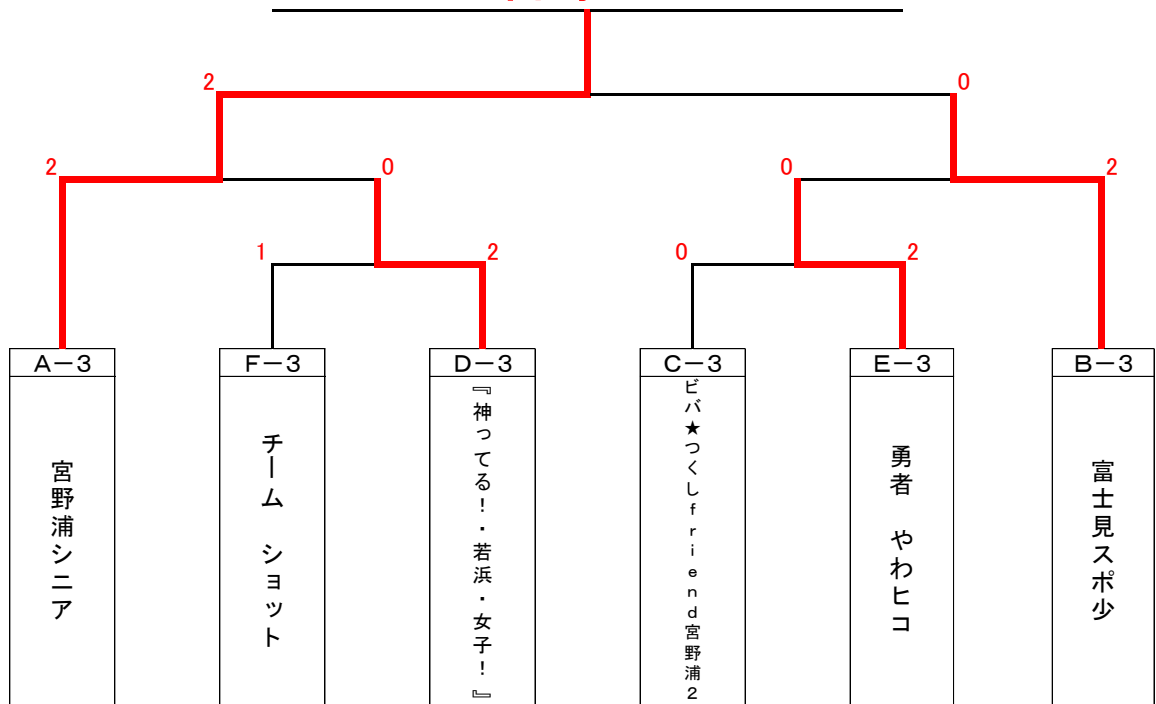 2
0
2
0
0
2
1
2
0
2
A-3
F-3
D-3
C-3
E-3
B-3
宮野浦シニア
チーム ショット
『神ってる!・若浜・女子!』
ビバ★つくしfriend宮野浦2
勇者 やわヒコ
富士見スポ少